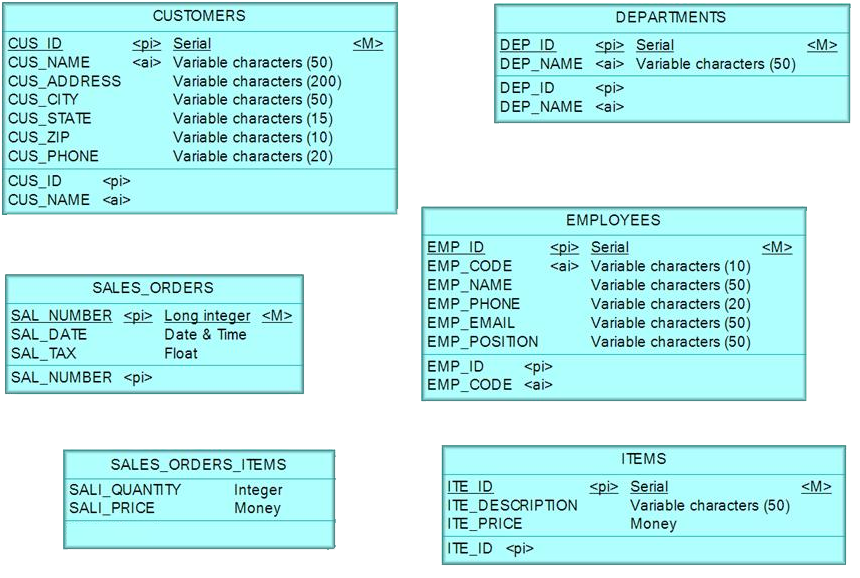 CUSTOMERS
CUS_ID <pi> Serial <M>
CUS_NAME <ai> Variable characters (50)
CUS_ADDRESS Variable characters (200)
CUS_CITY Variable characters (50)
CUS_STATE Variable characters (15)
CUS_ZIP Variable characters (10)
CUS_PHONE Variable characters (20)
CUS_ID <pi>
CUS_NAME <ai>
DEPARTMENTS
DEP_ID <pi> Serial <M>
DEP_NAME <ai> Variable characters (50)
DEP_ID <pi>
DEP_NAME <ai>
EMPLOYEES
EMP_ID <pi> Serial <M>
EMP_CODE <ai> Variable characters (10)
EMP_NAME Variable characters (50)
EMP_PHONE Variable characters (20)
EMP_EMAIL Variable characters (50)
EMP_POSITION Variable characters (50)
EMP_ID <pi>
EMP_CODE <ai>
SALES_ORDERS
SAL_NUMBER <pi> Long integer <M>
SAL_DATE Date & Time
SAL_TAX Float
SAL_NUMBER <pi>
SALES_ORDERS_ITEMS
SALI_QUANTITY Integer
SALI_PRICE Money
ITEMS
ITE_ID <pi> Serial <M>
ITE_DESCRIPTION Variable characters (50)
ITE_PRICE Money
ITE_ID <pi>